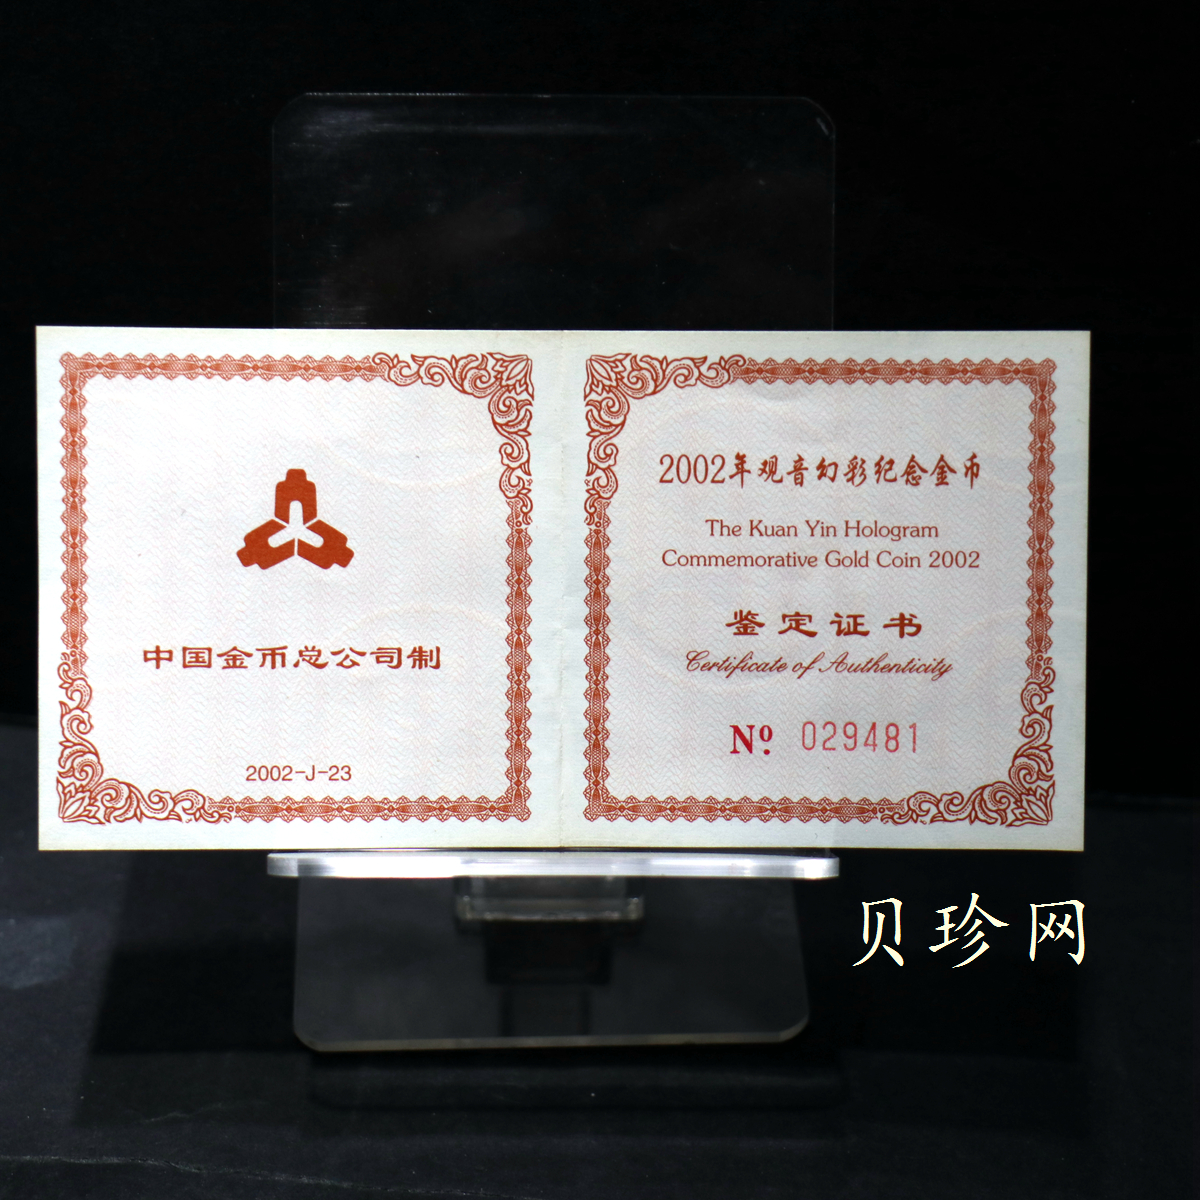 中国金币总公司制
2002-J-23
2002年观音幻彩纪念金币
The Kuan Yin Hologram
Commemorative Gold Coin 2002
鉴定证书
Certificate of Authenticity
Nº 029481
贝珍网